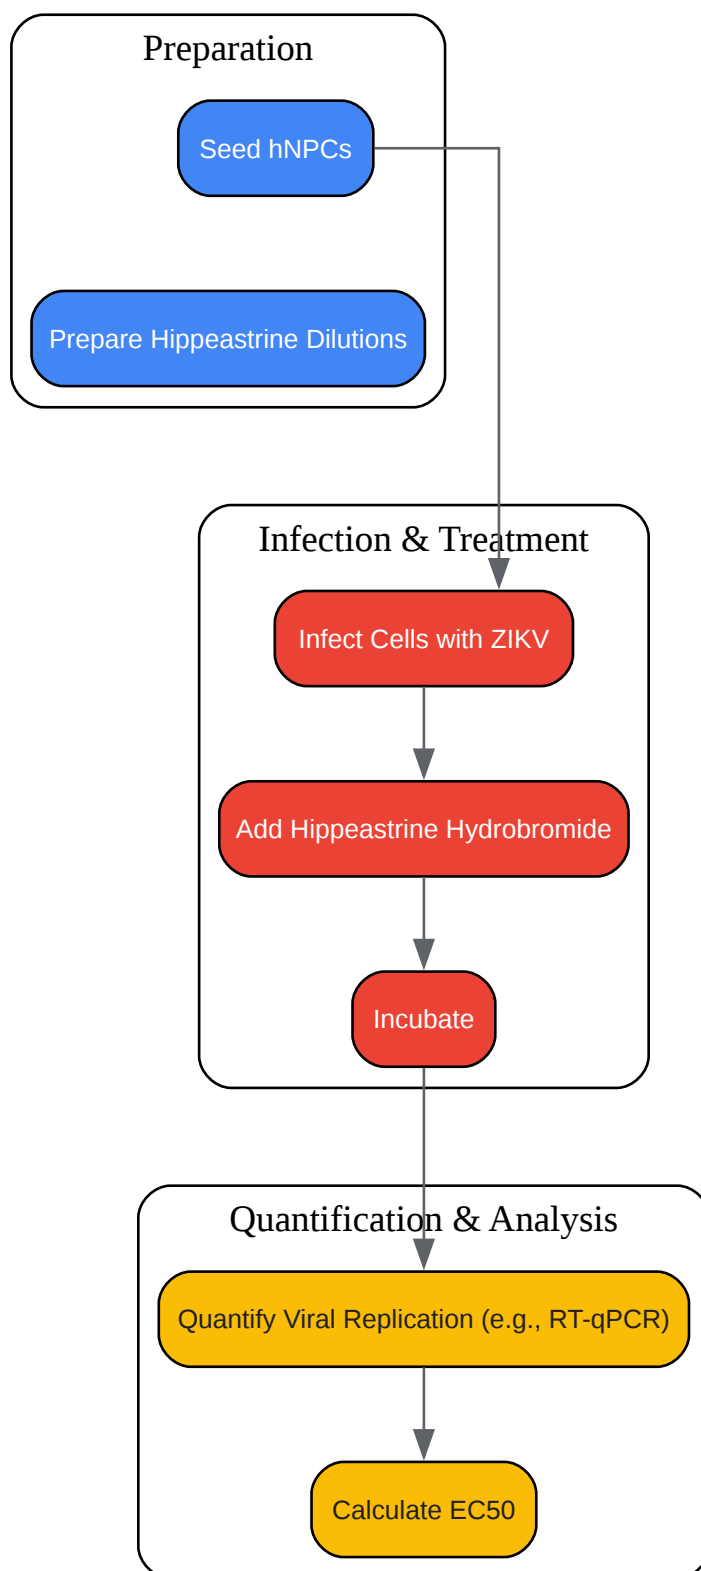 Preparation
Seed hNPCs
Prepare Hippeastrine Dilutions
Infection & Treatment
Infect Cells with ZIKV
Add Hippeastrine Hydrobromide
Incubate
Quantification & Analysis
Quantify Viral Replication (e.g., RT-qPCR)
Calculate EC50